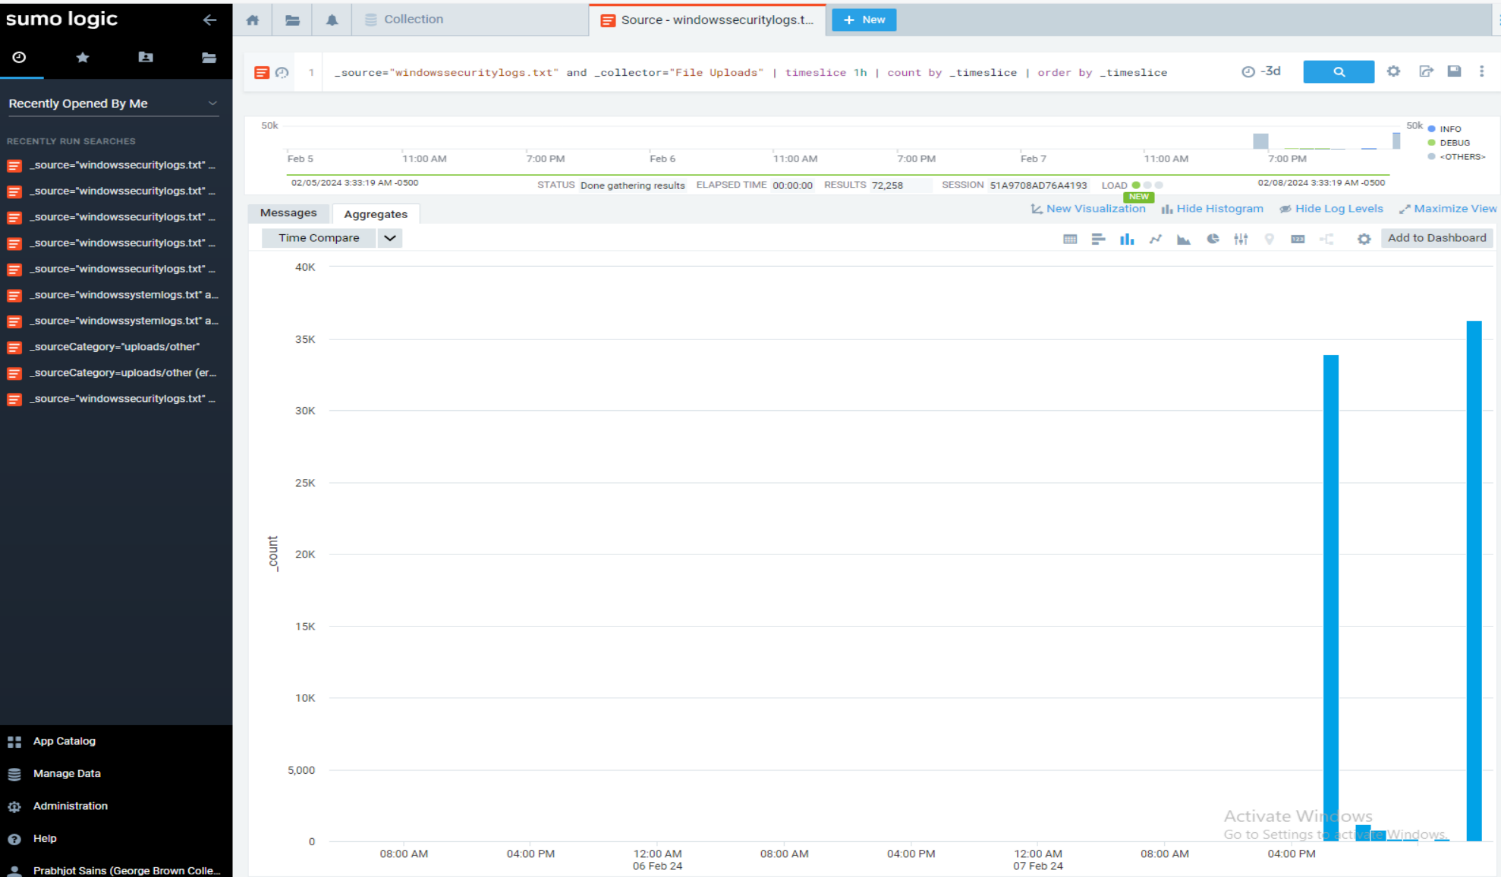 sumo logic
Collection
Source - windowssecuritylogs.t...
+ New
1 _source="windowssecuritylogs.txt" and _collector="File Uploads" | timeslice 1h | count by _timeslice | order by _timeslice
-3d
Recently Opened By Me
RECENTLY RUN SEARCHES
_source="windowssecuritylogs.txt" ...
_source="windowssecuritylogs.txt" ...
_source="windowssecuritylogs.txt" ...
_source="windowssecuritylogs.txt" ...
_source="windowssecuritylogs.txt" ...
_source="windowssystemlogs.txt" a...
_source="windowssystemlogs.txt" a...
_sourceCategory="uploads/other"
_sourceCategory=uploads/other (er...
_source="windowssecuritylogs.txt" ...
App Catalog
Manage Data
Administration
Help
Prabhjot Sains (George Brown Colle...
50k
50k
INFO
DEBUG
<OTHERS>
Feb 5 11:00 AM 7:00 PM Feb 6 11:00 AM 7:00 PM Feb 7 11:00 AM 7:00 PM
02/05/2024 3:33:19 AM -0500
02/08/2024 3:33:19 AM -0500
STATUS Done gathering results ELAPSED TIME 00:00:00 RESULTS 72,258 SESSION 51A9708AD76A4193 LOAD
NEW
Messages Aggregates
New Visualization Hide Histogram Hide Log Levels Maximize View
Time Compare
123
Add to Dashboard
40K
35K
30K
25K
20K
15K
10K
5,000
0
_count
08:00 AM 04:00 PM 12:00 AM 08:00 AM 04:00 PM 12:00 AM 08:00 AM 04:00 PM
06 Feb 24 07 Feb 24
Activate Windows
Go to Settings to activate Windows.